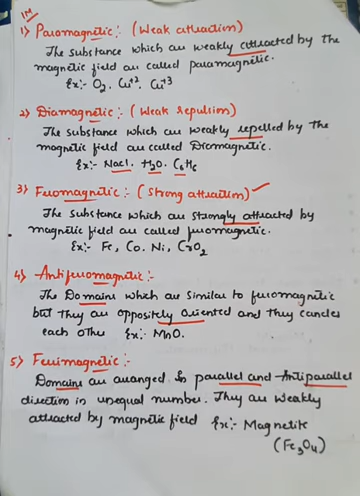 1M
1) Paramagnetic :- (Weak attraction)
The substance which are weakly attracted by the
magnetic field are called paramagnetic.
Ex:- O2, Cu+2, Cu+3
2) Diamagnetic :- (Weak Repulsion)
The substance which are weakly repelled by the
magnetic field are called Diamagnetic.
Ex:- NaCl, H2O, C6H6
3) Ferromagnetic :- (Strong attraction) ✓
The substance which are strongly attracted by
magnetic field are called ferromagnetic.
Ex:- Fe, Co, Ni, CrO2
4) Antiferromagnetic :-
The Domains which are similar to ferromagnetic
but they are oppositely oriented and they cancles
each other Ex:- MnO.
5) Ferrimagnetic :-
Domains are arranged In parallel and Antiparallel
direction in unequal number. They are weakly
attracted by magnetic field Ex:- Magnetite
(Fe3O4)